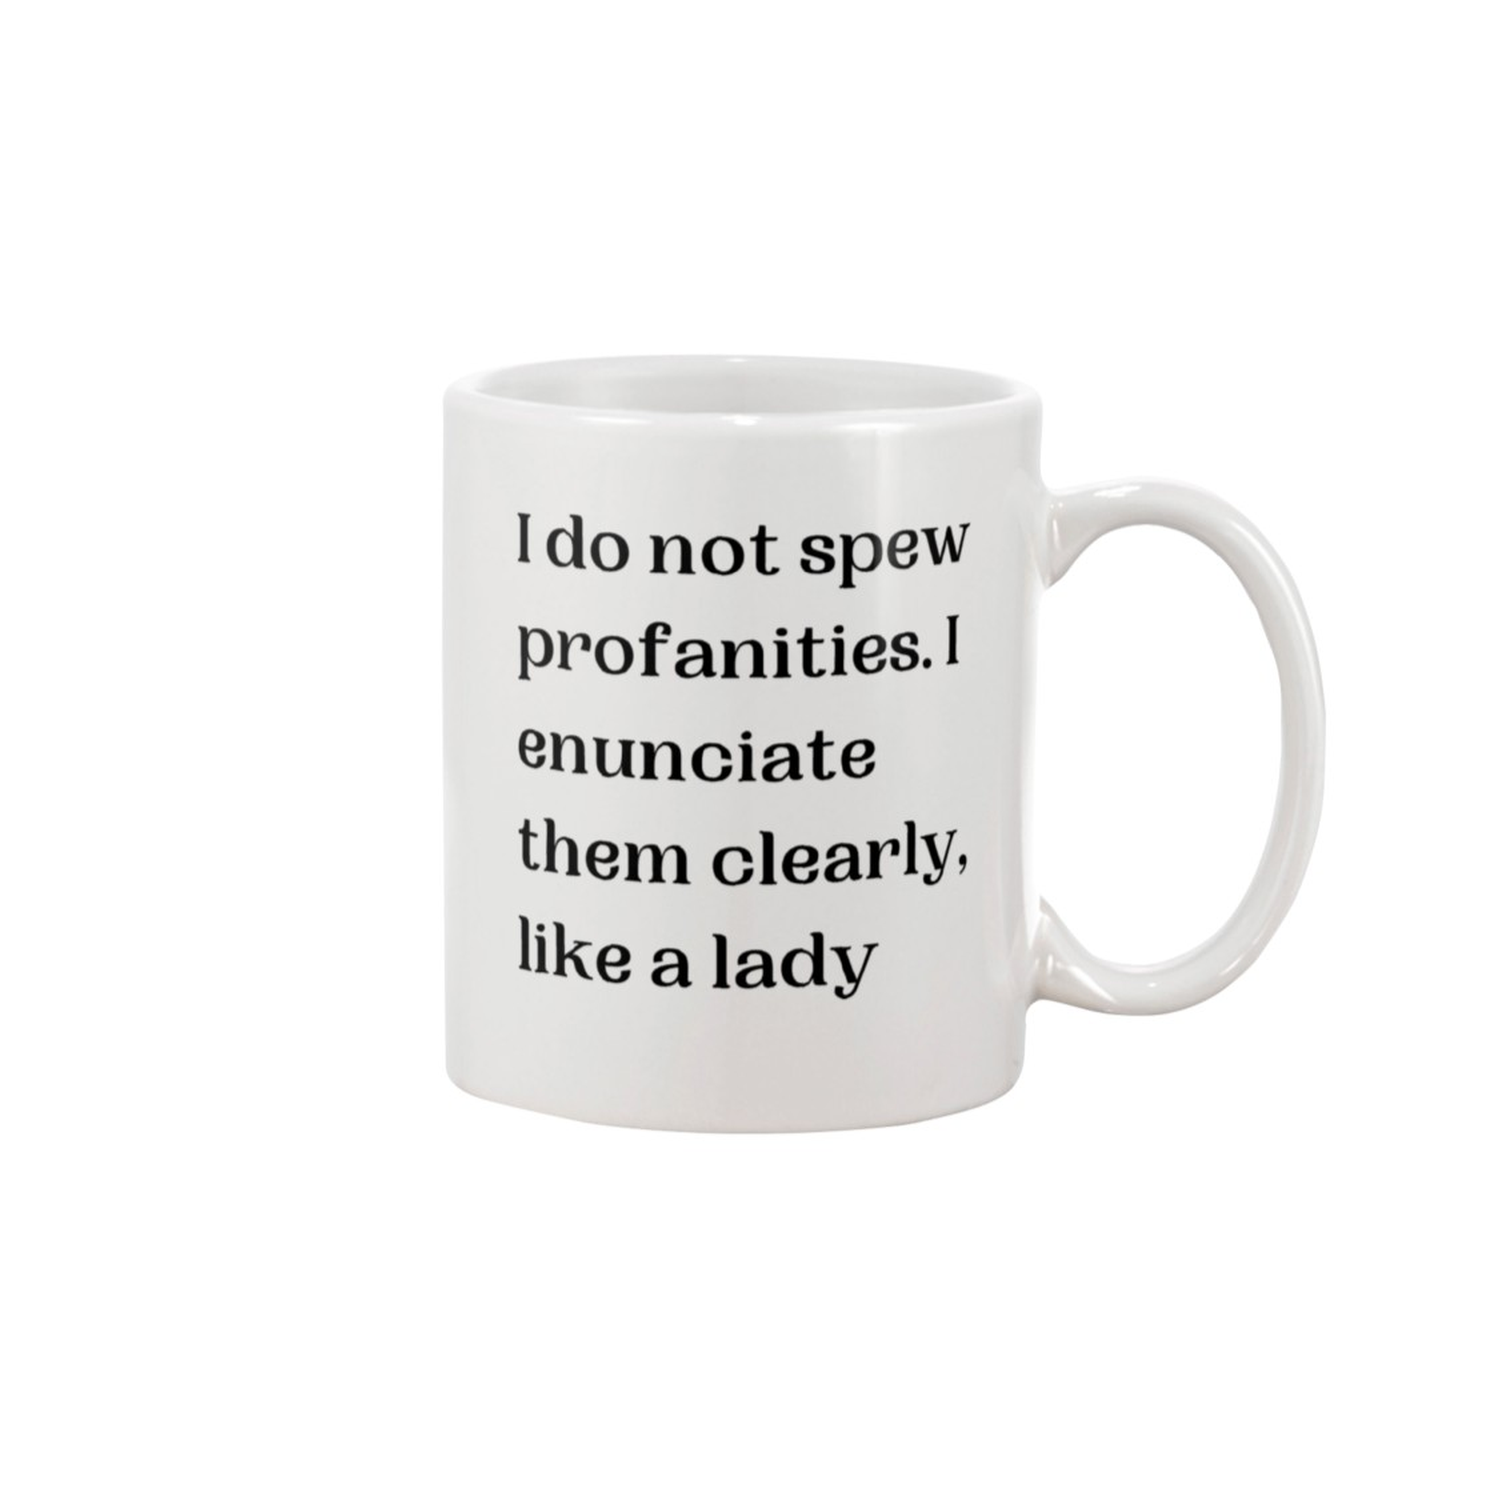 I do not spew
profanities. I
enunciate
them clearly,
like a lady